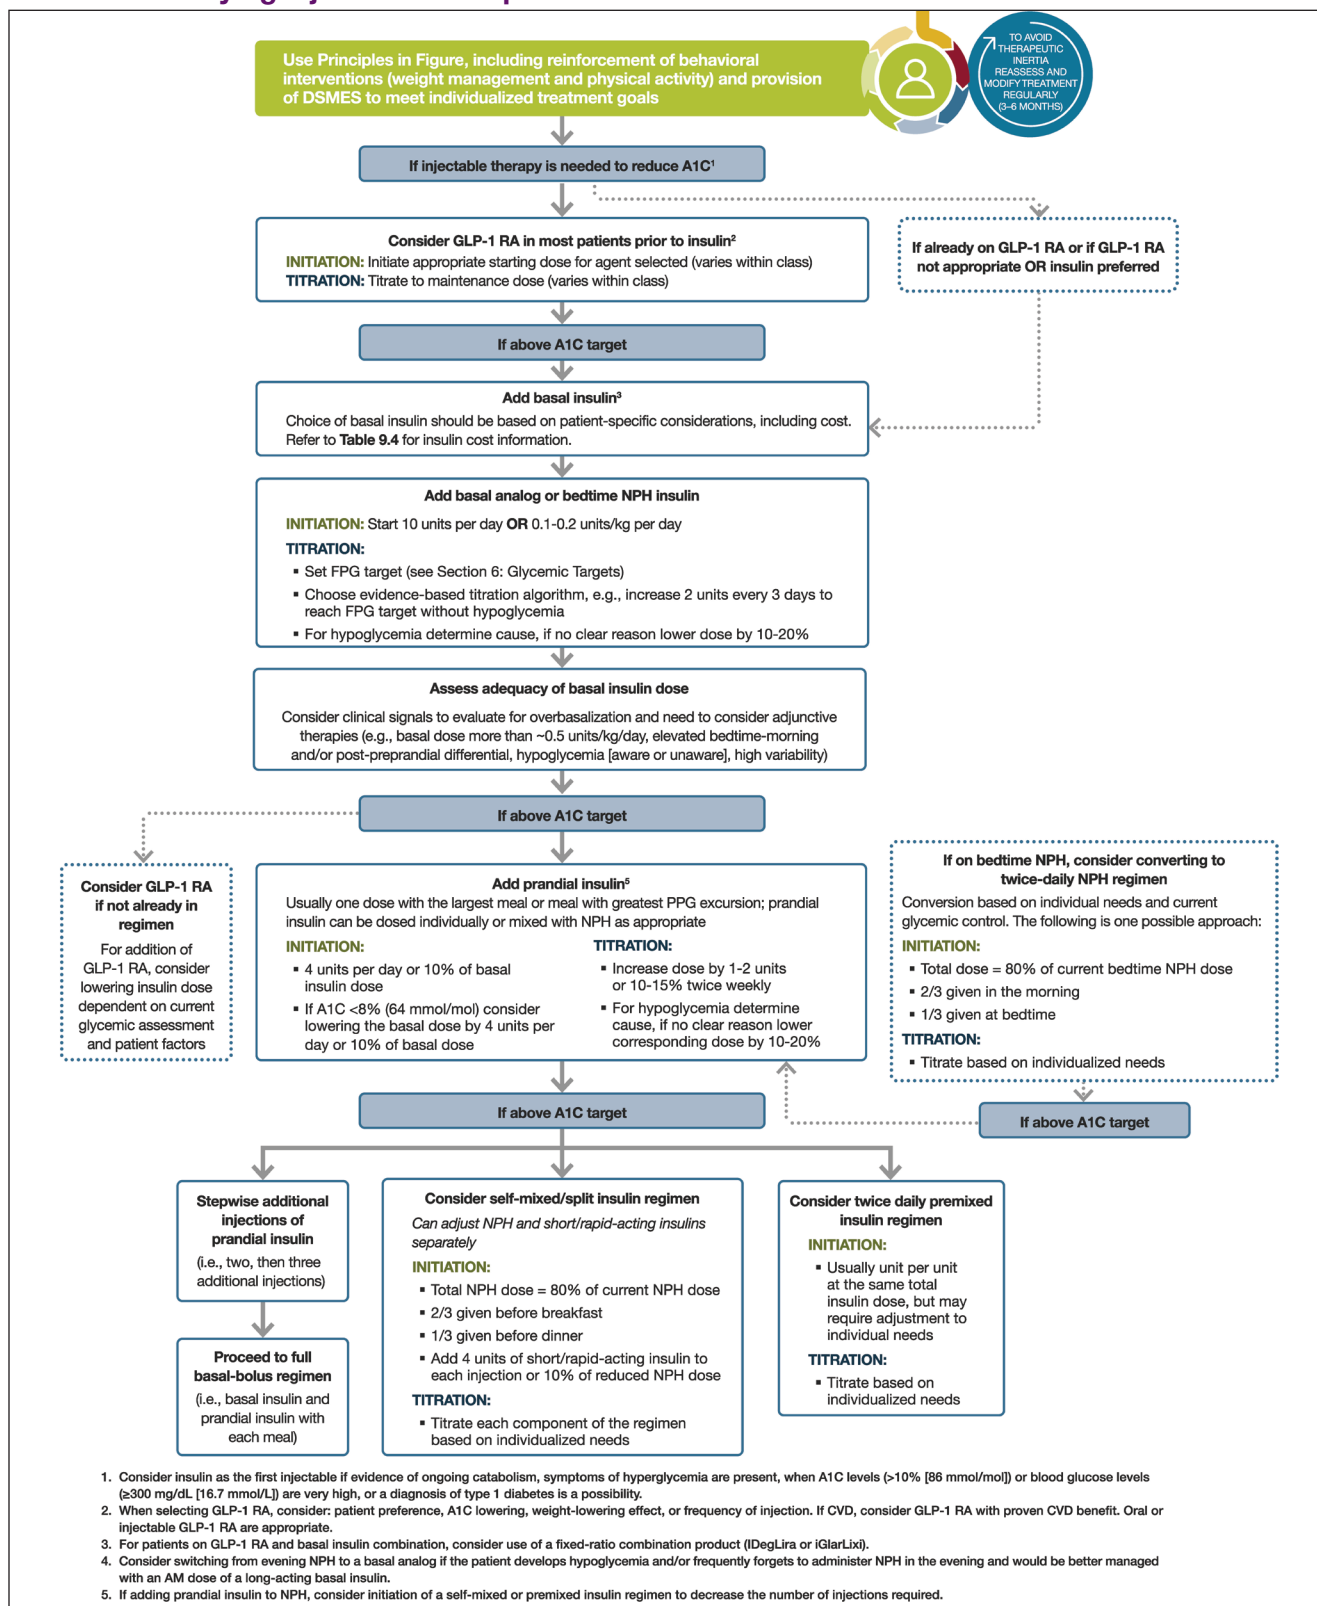 Use Principles in Figure, including reinforcement of behavioral
interventions (weight management and physical activity) and provision
of DSMES to meet individualized treatment goals
TO AVOID
THERAPEUTIC
INERTIA
REASSESS AND
MODIFY TREATMENT
REGULARLY
(3–6 MONTHS)
If injectable therapy is needed to reduce A1C¹
Consider GLP-1 RA in most patients prior to insulin²
INITIATION: Initiate appropriate starting dose for agent selected (varies within class)
TITRATION: Titrate to maintenance dose (varies within class)
If already on GLP-1 RA or if GLP-1 RA
not appropriate OR insulin preferred
If above A1C target
Add basal insulin³
Choice of basal insulin should be based on patient-specific considerations, including cost.
Refer to Table 9.4 for insulin cost information.
Add basal analog or bedtime NPH insulin
INITIATION: Start 10 units per day OR 0.1-0.2 units/kg per day
TITRATION:
▪ Set FPG target (see Section 6: Glycemic Targets)
▪ Choose evidence-based titration algorithm, e.g., increase 2 units every 3 days to
reach FPG target without hypoglycemia
▪ For hypoglycemia determine cause, if no clear reason lower dose by 10-20%
Assess adequacy of basal insulin dose
Consider clinical signals to evaluate for overbasalization and need to consider adjunctive
therapies (e.g., basal dose more than ~0.5 units/kg/day, elevated bedtime-morning
and/or post-preprandial differential, hypoglycemia [aware or unaware], high variability)
If above A1C target
Consider GLP-1 RA
if not already in
regimen
For addition of
GLP-1 RA, consider
lowering insulin dose
dependent on current
glycemic assessment
and patient factors
Add prandial insulin⁵
Usually one dose with the largest meal or meal with greatest PPG excursion; prandial
insulin can be dosed individually or mixed with NPH as appropriate
INITIATION:
▪ 4 units per day or 10% of basal
insulin dose
▪ If A1C <8% (64 mmol/mol) consider
lowering the basal dose by 4 units per
day or 10% of basal dose
TITRATION:
▪ Increase dose by 1-2 units
or 10-15% twice weekly
▪ For hypoglycemia determine
cause, if no clear reason lower
corresponding dose by 10-20%
If on bedtime NPH, consider converting to
twice-daily NPH regimen
Conversion based on individual needs and current
glycemic control. The following is one possible approach:
INITIATION:
▪ Total dose = 80% of current bedtime NPH dose
▪ 2/3 given in the morning
▪ 1/3 given at bedtime
TITRATION:
▪ Titrate based on individualized needs
If above A1C target
If above A1C target
Stepwise additional
injections of
prandial insulin
(i.e., two, then three
additional injections)
Proceed to full
basal-bolus regimen
(i.e., basal insulin and
prandial insulin with
each meal)
Consider self-mixed/split insulin regimen
Can adjust NPH and short/rapid-acting insulins
separately
INITIATION:
▪ Total NPH dose = 80% of current NPH dose
▪ 2/3 given before breakfast
▪ 1/3 given before dinner
▪ Add 4 units of short/rapid-acting insulin to
each injection or 10% of reduced NPH dose
TITRATION:
▪ Titrate each component of the regimen
based on individualized needs
Consider twice daily premixed
insulin regimen
INITIATION:
▪ Usually unit per unit
at the same total
insulin dose, but may
require adjustment to
individual needs
TITRATION:
▪ Titrate based on
individualized needs
1. Consider insulin as the first injectable if evidence of ongoing catabolism, symptoms of hyperglycemia are present, when A1C levels (>10% [86 mmol/mol]) or blood glucose levels
(≥300 mg/dL [16.7 mmol/L]) are very high, or a diagnosis of type 1 diabetes is a possibility.
2. When selecting GLP-1 RA, consider: patient preference, A1C lowering, weight-lowering effect, or frequency of injection. If CVD, consider GLP-1 RA with proven CVD benefit. Oral or
injectable GLP-1 RA are appropriate.
3. For patients on GLP-1 RA and basal insulin combination, consider use of a fixed-ratio combination product (IDegLira or iGlarLixi).
4. Consider switching from evening NPH to a basal analog if the patient develops hypoglycemia and/or frequently forgets to administer NPH in the evening and would be better managed
with an AM dose of a long-acting basal insulin.
5. If adding prandial insulin to NPH, consider initiation of a self-mixed or premixed insulin regimen to decrease the number of injections required.